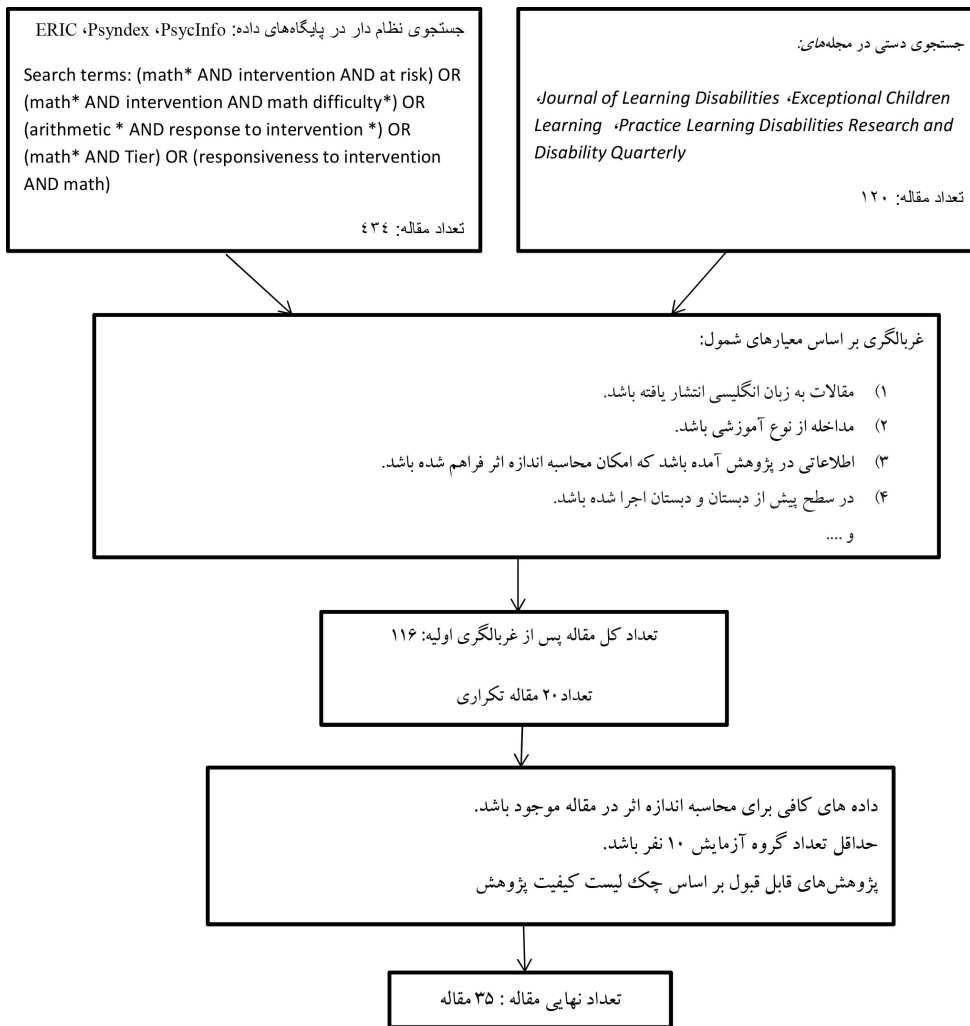 جستجوی نظام دار در پایگاه‌های داده: ERIC ،Psyndex ،PsycInfo
Search terms: (math* AND intervention AND at risk) OR
(math* AND intervention AND math difficulty*) OR
(arithmetic * AND response to intervention *) OR
(math* AND Tier) OR (responsiveness to intervention
AND math)
تعداد مقاله: ٤٣٤
جستجوی دستی در مجله‌های:
،Journal of Learning Disabilities ،Exceptional Children
Learning ،Practice Learning Disabilities Research and
Disability Quarterly
تعداد مقاله: ١٢٠
غربالگری بر اساس معیارهای شمول:
۱) مقالات به زبان انگلیسی انتشار یافته باشد.
۲) مداخله از نوع آموزشی باشد.
۳) اطلاعاتی در پژوهش آمده باشد که امکان محاسبه اندازه اثر فراهم شده باشد.
۴) در سطح پیش از دبستان و دبستان اجرا شده باشد.
و ....
تعداد کل مقاله پس از غربالگری اولیه: ۱۱۶
تعداد۲۰ مقاله تکراری
داده های کافی برای محاسبه اندازه اثر در مقاله موجود باشد.
حداقل تعداد گروه آزمایش ۱۰ نفر باشد.
پژوهش‌های قابل قبول بر اساس چک لیست کیفیت پژوهش
تعداد نهایی مقاله : ۳۵ مقاله